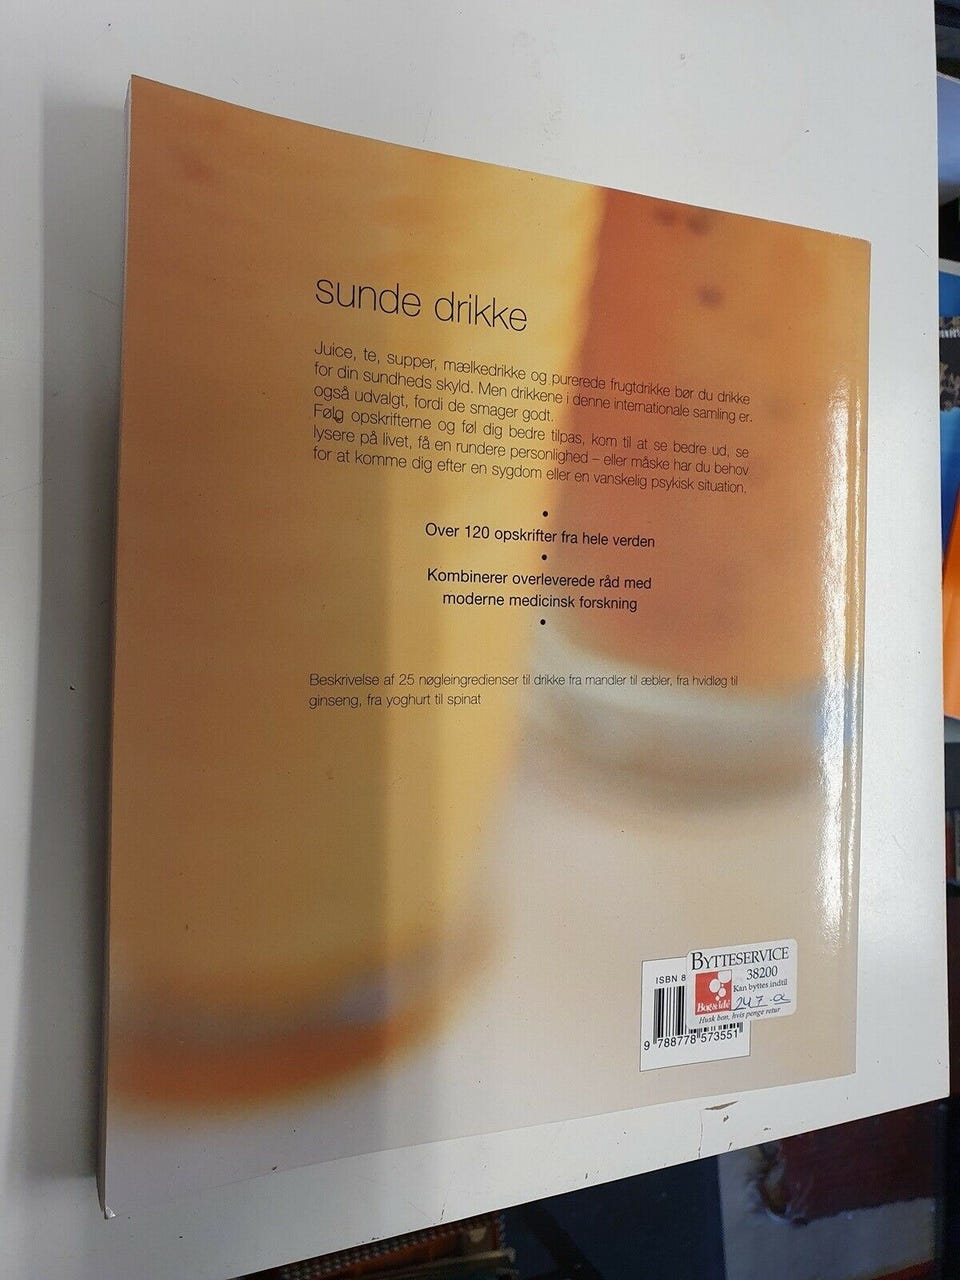 sunde drikke
Juice, te, supper, mælkedrikke og purerede frugtdrikke bør du drikke
for din sundheds skyld. Men drikkene i denne internationale samling er
også udvalgt, fordi de smager godt.
Følg opskrifterne og føl dig bedre tilpas, kom til at se bedre ud, se
lysere på livet, få en rundere personlighed – eller måske har du behov
for at komme dig efter en sygdom eller en vanskelig psykisk situation.
•
Over 120 opskrifter fra hele verden
•
Kombinerer overleverede råd med
moderne medicinsk forskning
•
Beskrivelse af 25 nøgleingredienser til drikke fra mandler til æbler, fra hvidløg til
ginseng, fra yoghurt til spinat
BYTTESERVICE
38200
Kan byttes indtil
Bog&idé
Husk bon, hvis penge retur
ISBN 8
9 788778 573551